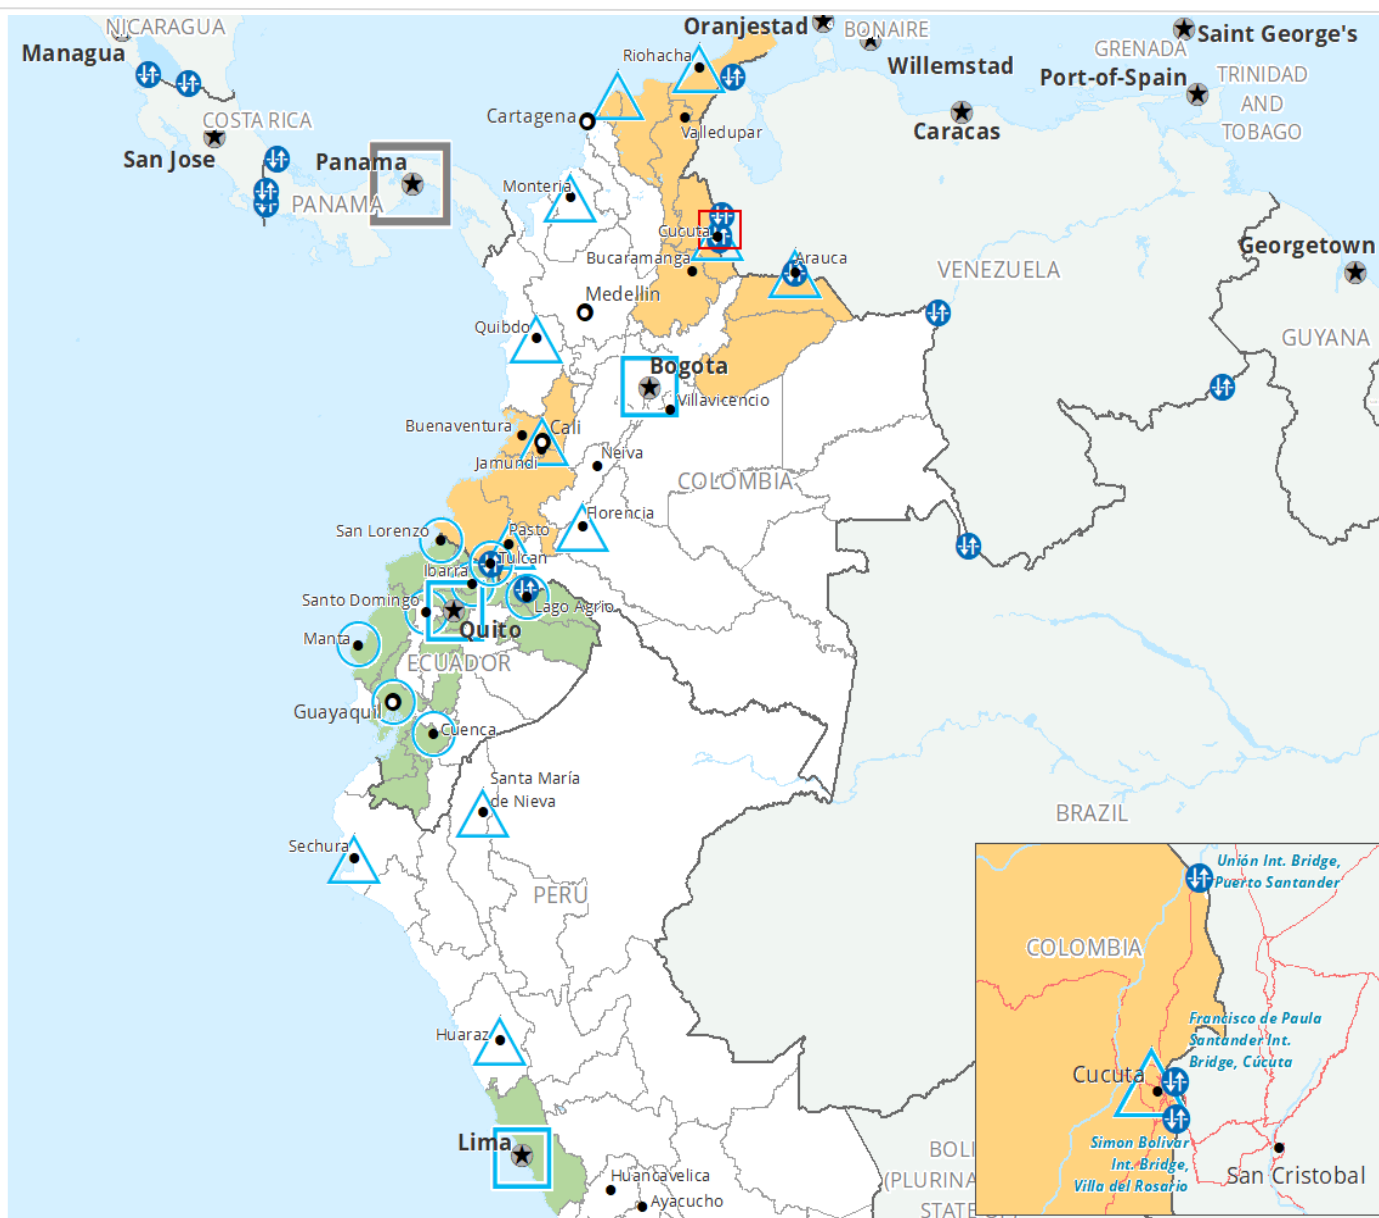 NICARAGUA
Managua
Oranjestad
BONAIRE
Willemstad
GRENADA
Saint George's
Port-of-Spain
TRINIDAD
AND
TOBAGO
Caracas
COSTA RICA
San Jose
Panama
PANAMA
Riohacha
Cartagena
Valledupar
Monteria
Cucuta
Bucaramanga
Arauca
VENEZUELA
Georgetown
GUYANA
Medellin
Quibdo
Bogota
Villavicencio
Buenaventura
Cali
Jamundi
Neiva
COLOMBIA
Florencia
San Lorenzo
Pasto
Tulcan
Ibarra
Santo Domingo
Lago Agrio
Quito
Manta
ECUADOR
Guayaquil
Cuenca
Santa María
de Nieva
Sechura
PERÚ
BRAZIL
Huaraz
Lima
Huancavelica
Ayacucho
BOLI
(PLURINA
STATE
Unión Int. Bridge,
Puerto Santander
COLOMBIA
Francisco de Paula
Santander Int.
Bridge, Cúcuta
Cucuta
Simon Bolivar
Int. Bridge,
Villa del Rosario
San Cristobal